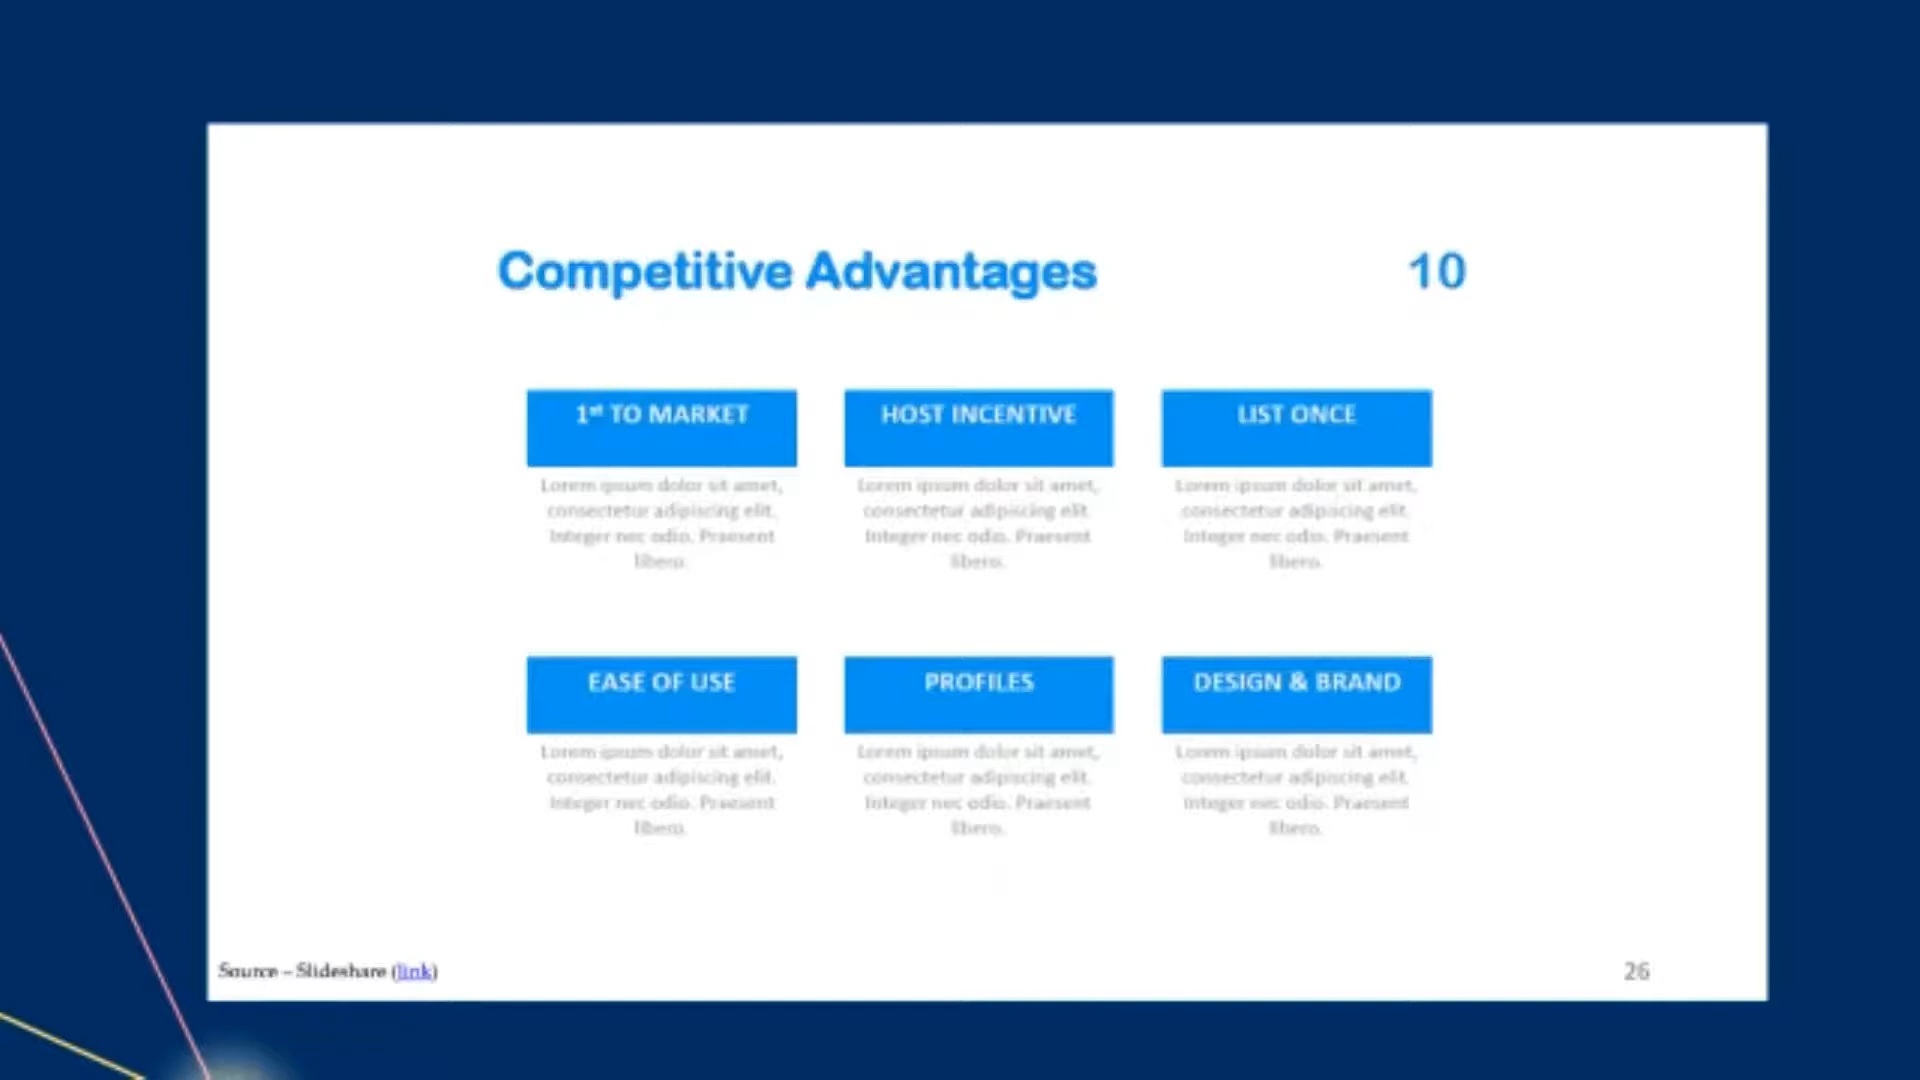 Competitive Advantages 10
1st TO MARKET HOST INCENTIVE LIST ONCE
Lorem ipsum dolor sit amet, Lorem ipsum dolor sit amet, Lorem ipsum dolor sit amet,
consectetur adipiscing elit. consectetur adipiscing elit. consectetur adipiscing elit.
Integer nec odio. Praesent Integer nec odio. Praesent Integer nec odio. Praesent
libero. libero. libero.
EASE OF USE PROFILES DESIGN & BRAND
Lorem ipsum dolor sit amet, Lorem ipsum dolor sit amet, Lorem ipsum dolor sit amet,
consectetur adipiscing elit. consectetur adipiscing elit. consectetur adipiscing elit.
Integer nec odio. Praesent Integer nec odio. Praesent Integer nec odio. Praesent
libero. libero. libero.
Source – Slideshare (link) 26